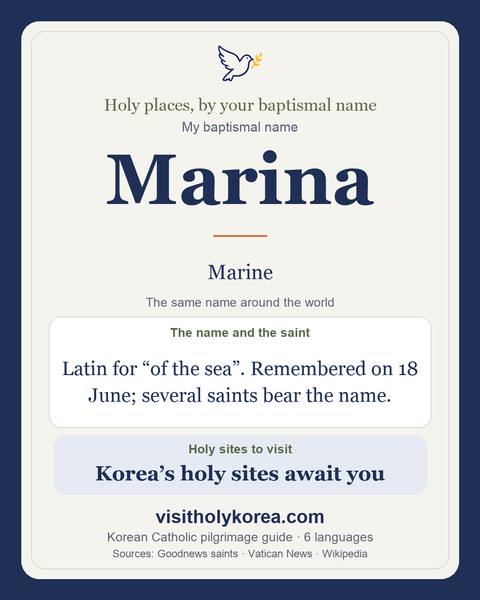 Holy places, by your baptismal name
My baptismal name
Marina
Marine
The same name around the world
The name and the saint
Latin for “of the sea”. Remembered on 18
June; several saints bear the name.
Holy sites to visit
Korea’s holy sites await you
visitholykorea.com
Korean Catholic pilgrimage guide · 6 languages
Sources: Goodnews saints · Vatican News · Wikipedia